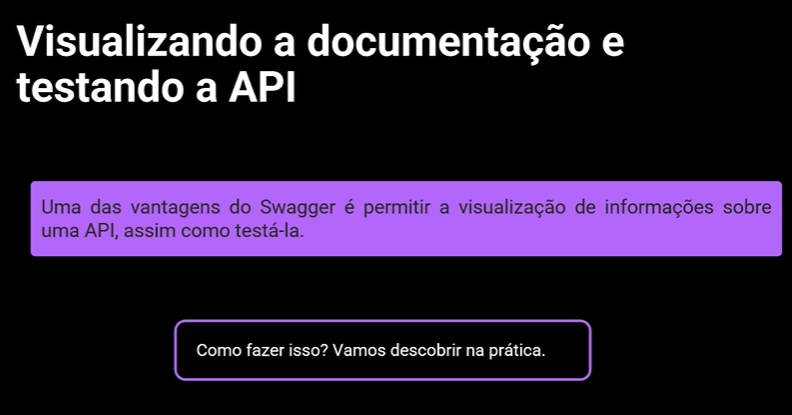 Visualizando a documentação e
testando a API
Uma das vantagens do Swagger é permitir a visualização de informações sobre
uma API, assim como testá-la.
Como fazer isso? Vamos descobrir na prática.